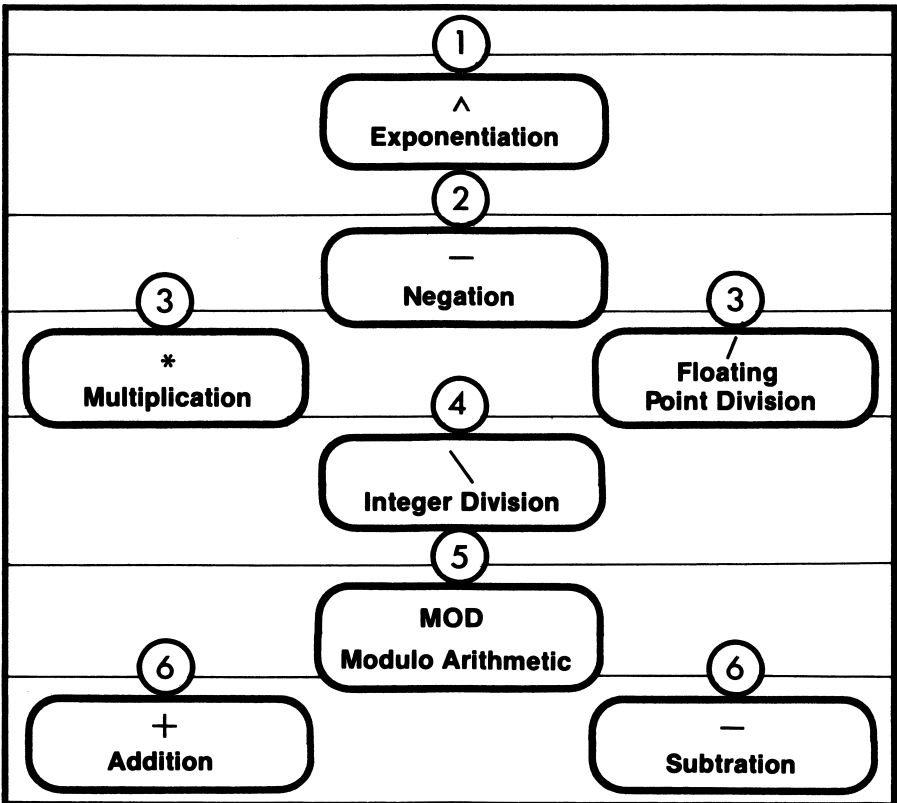 1
^
Exponentiation
2
—
Negation
3
3
*
Multiplication
/
Floating
Point Division
4
\
Integer Division
5
MOD
Modulo Arithmetic
6
6
+
Addition
—
Subtration